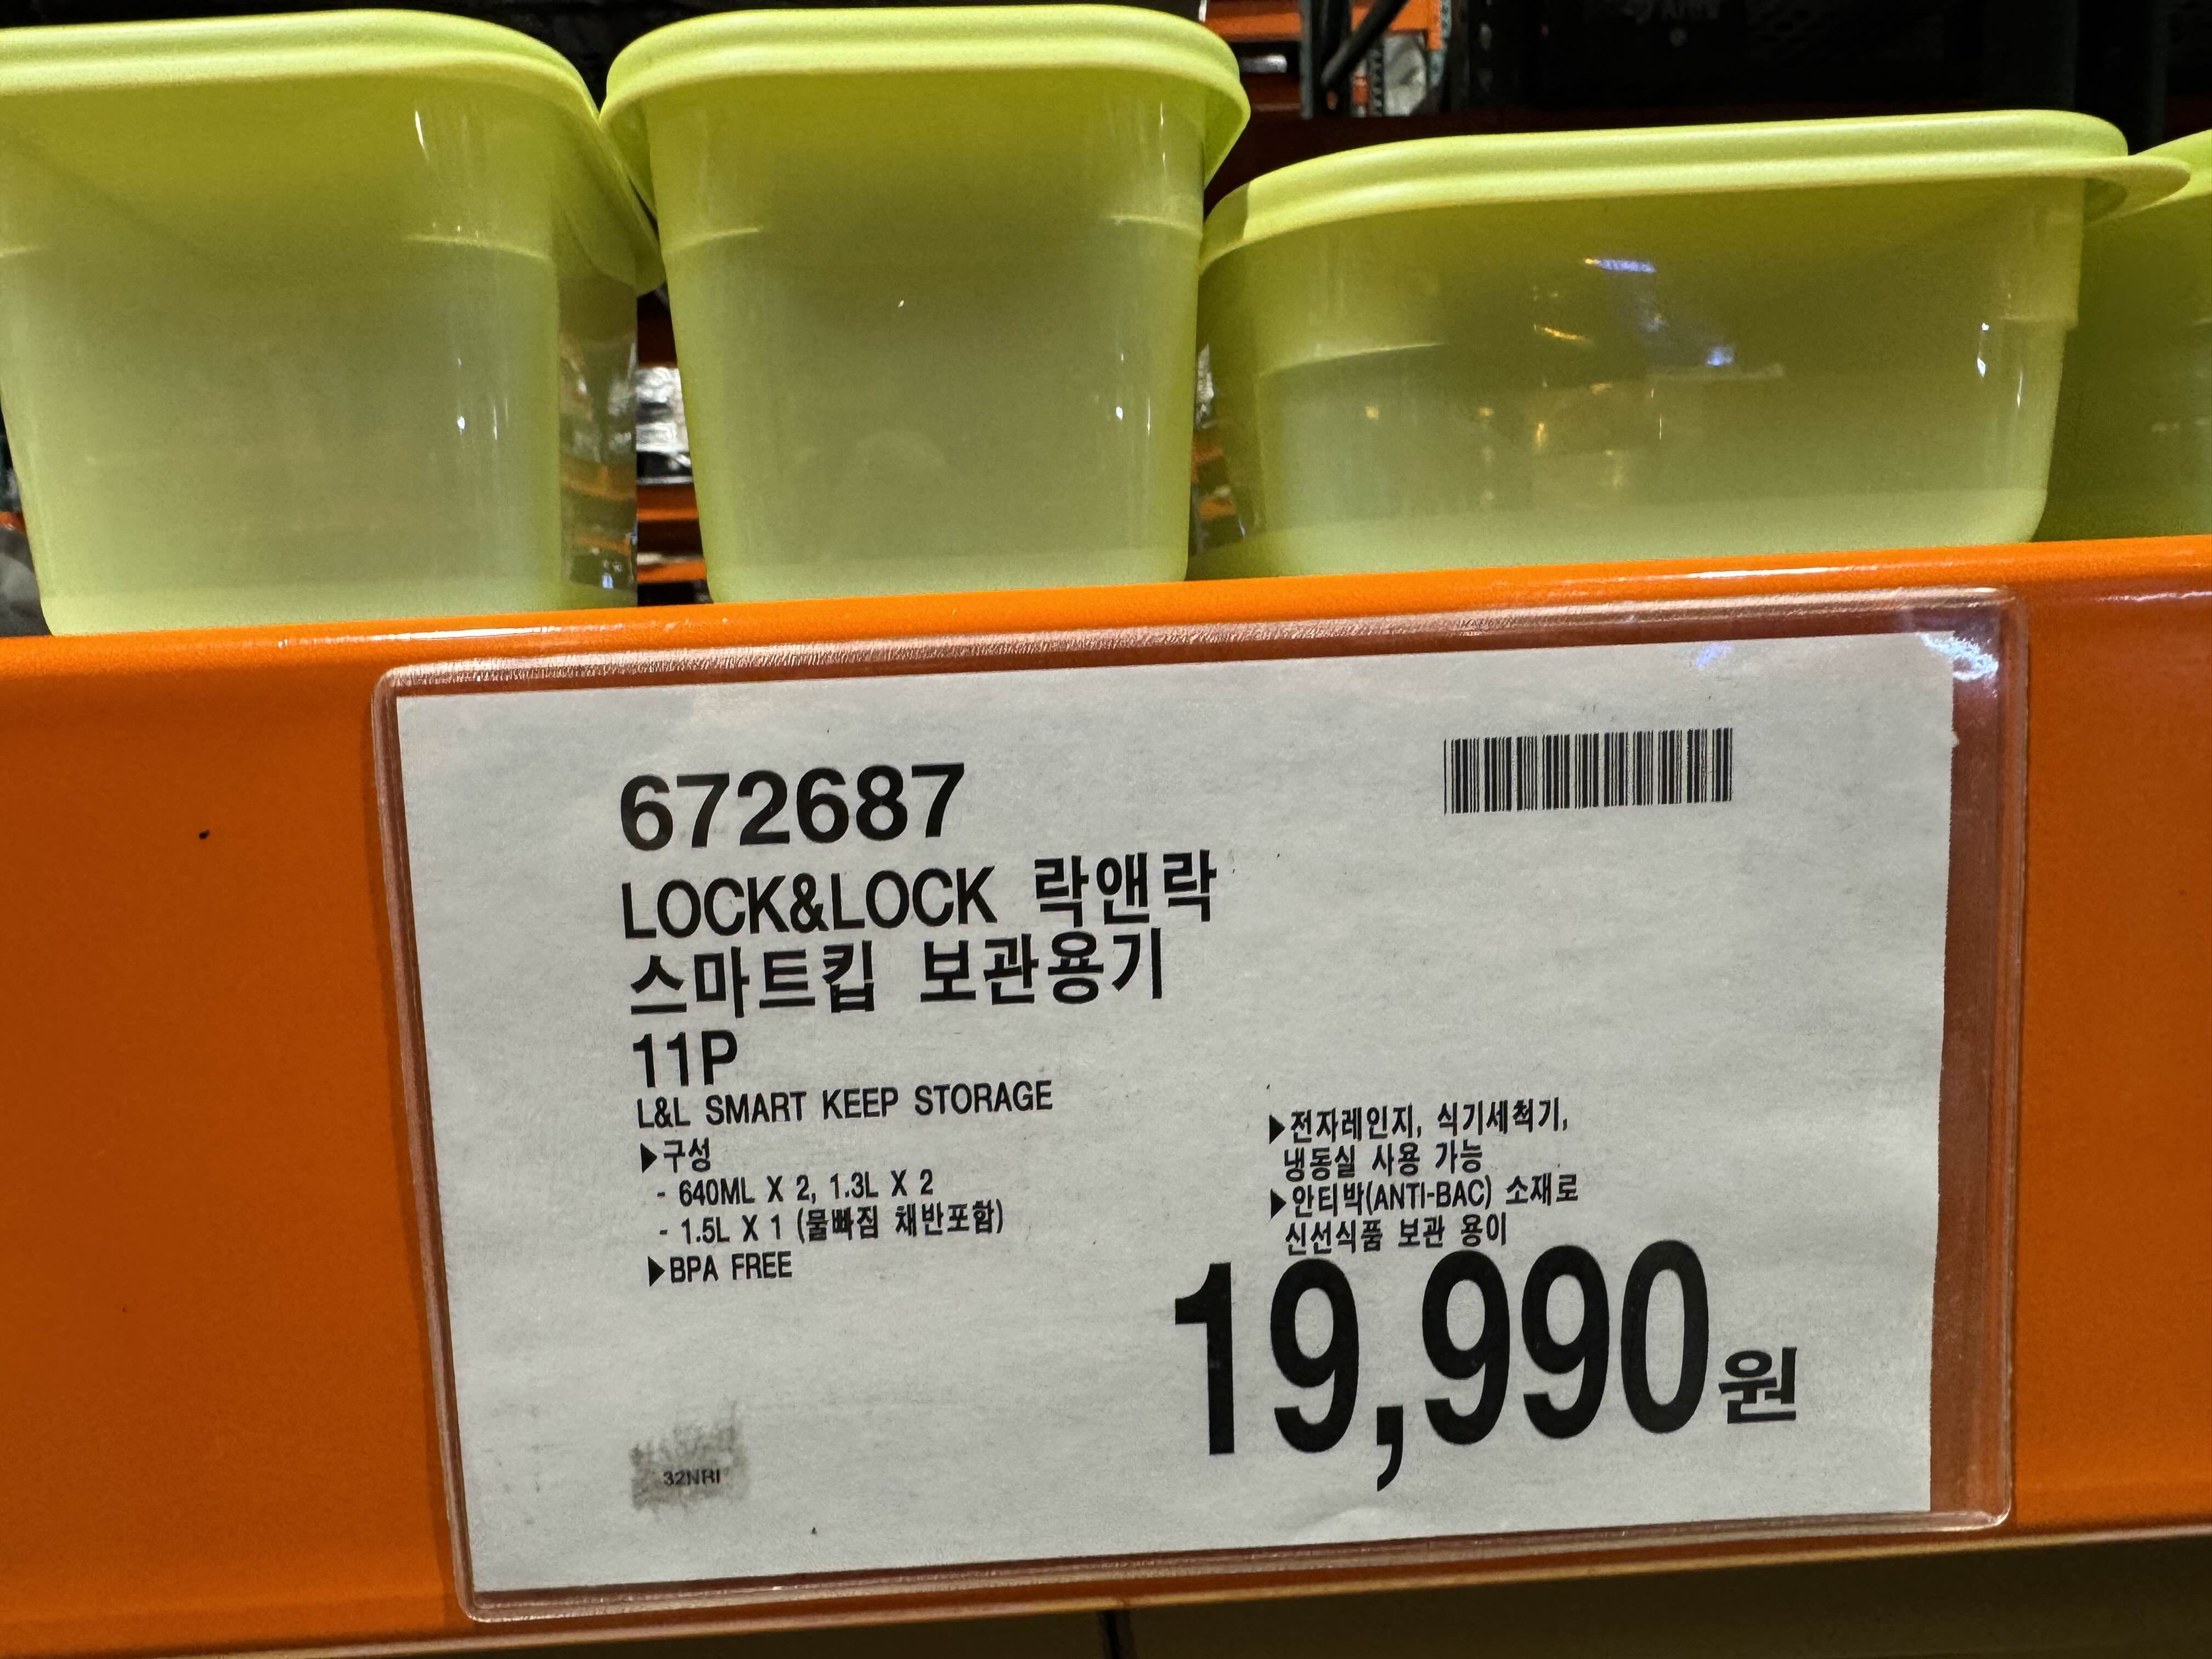 672687
LOCK&LOCK 락앤락
스마트킵 보관용기
11P
L&L SMART KEEP STORAGE
▶구성
- 640ML X 2, 1.3L X 2
- 1.5L X 1 (물빠짐 채반포함)
▶BPA FREE
▶전자레인지, 식기세척기,
냉동실 사용 가능
▶안티박(ANTI-BAC) 소재로
신선식품 보관 용이
19,990원
32NRI